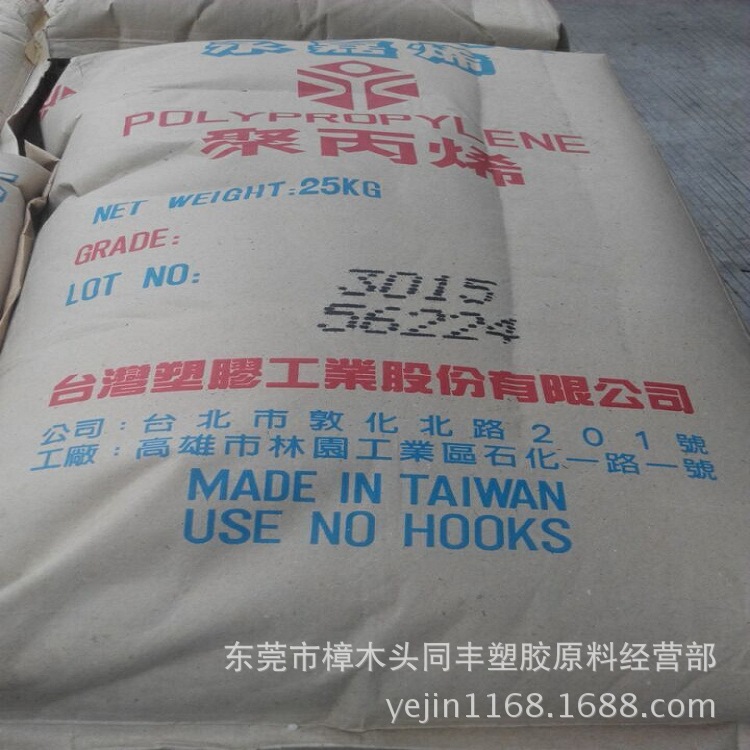 永嘉烯
POLYPROPYLENE
聚丙烯
NET WEIGHT:25KG
GRADE: 3015
LOT NO: 56224
台灣塑膠工業股份有限公司
公司：台北市敦化北路201號
工廠：高雄市林園工業區石化一路一號
MADE IN TAIWAN
USE NO HOOKS
东莞市樟木头同丰塑胶原料经营部
yejin1168.1688.com